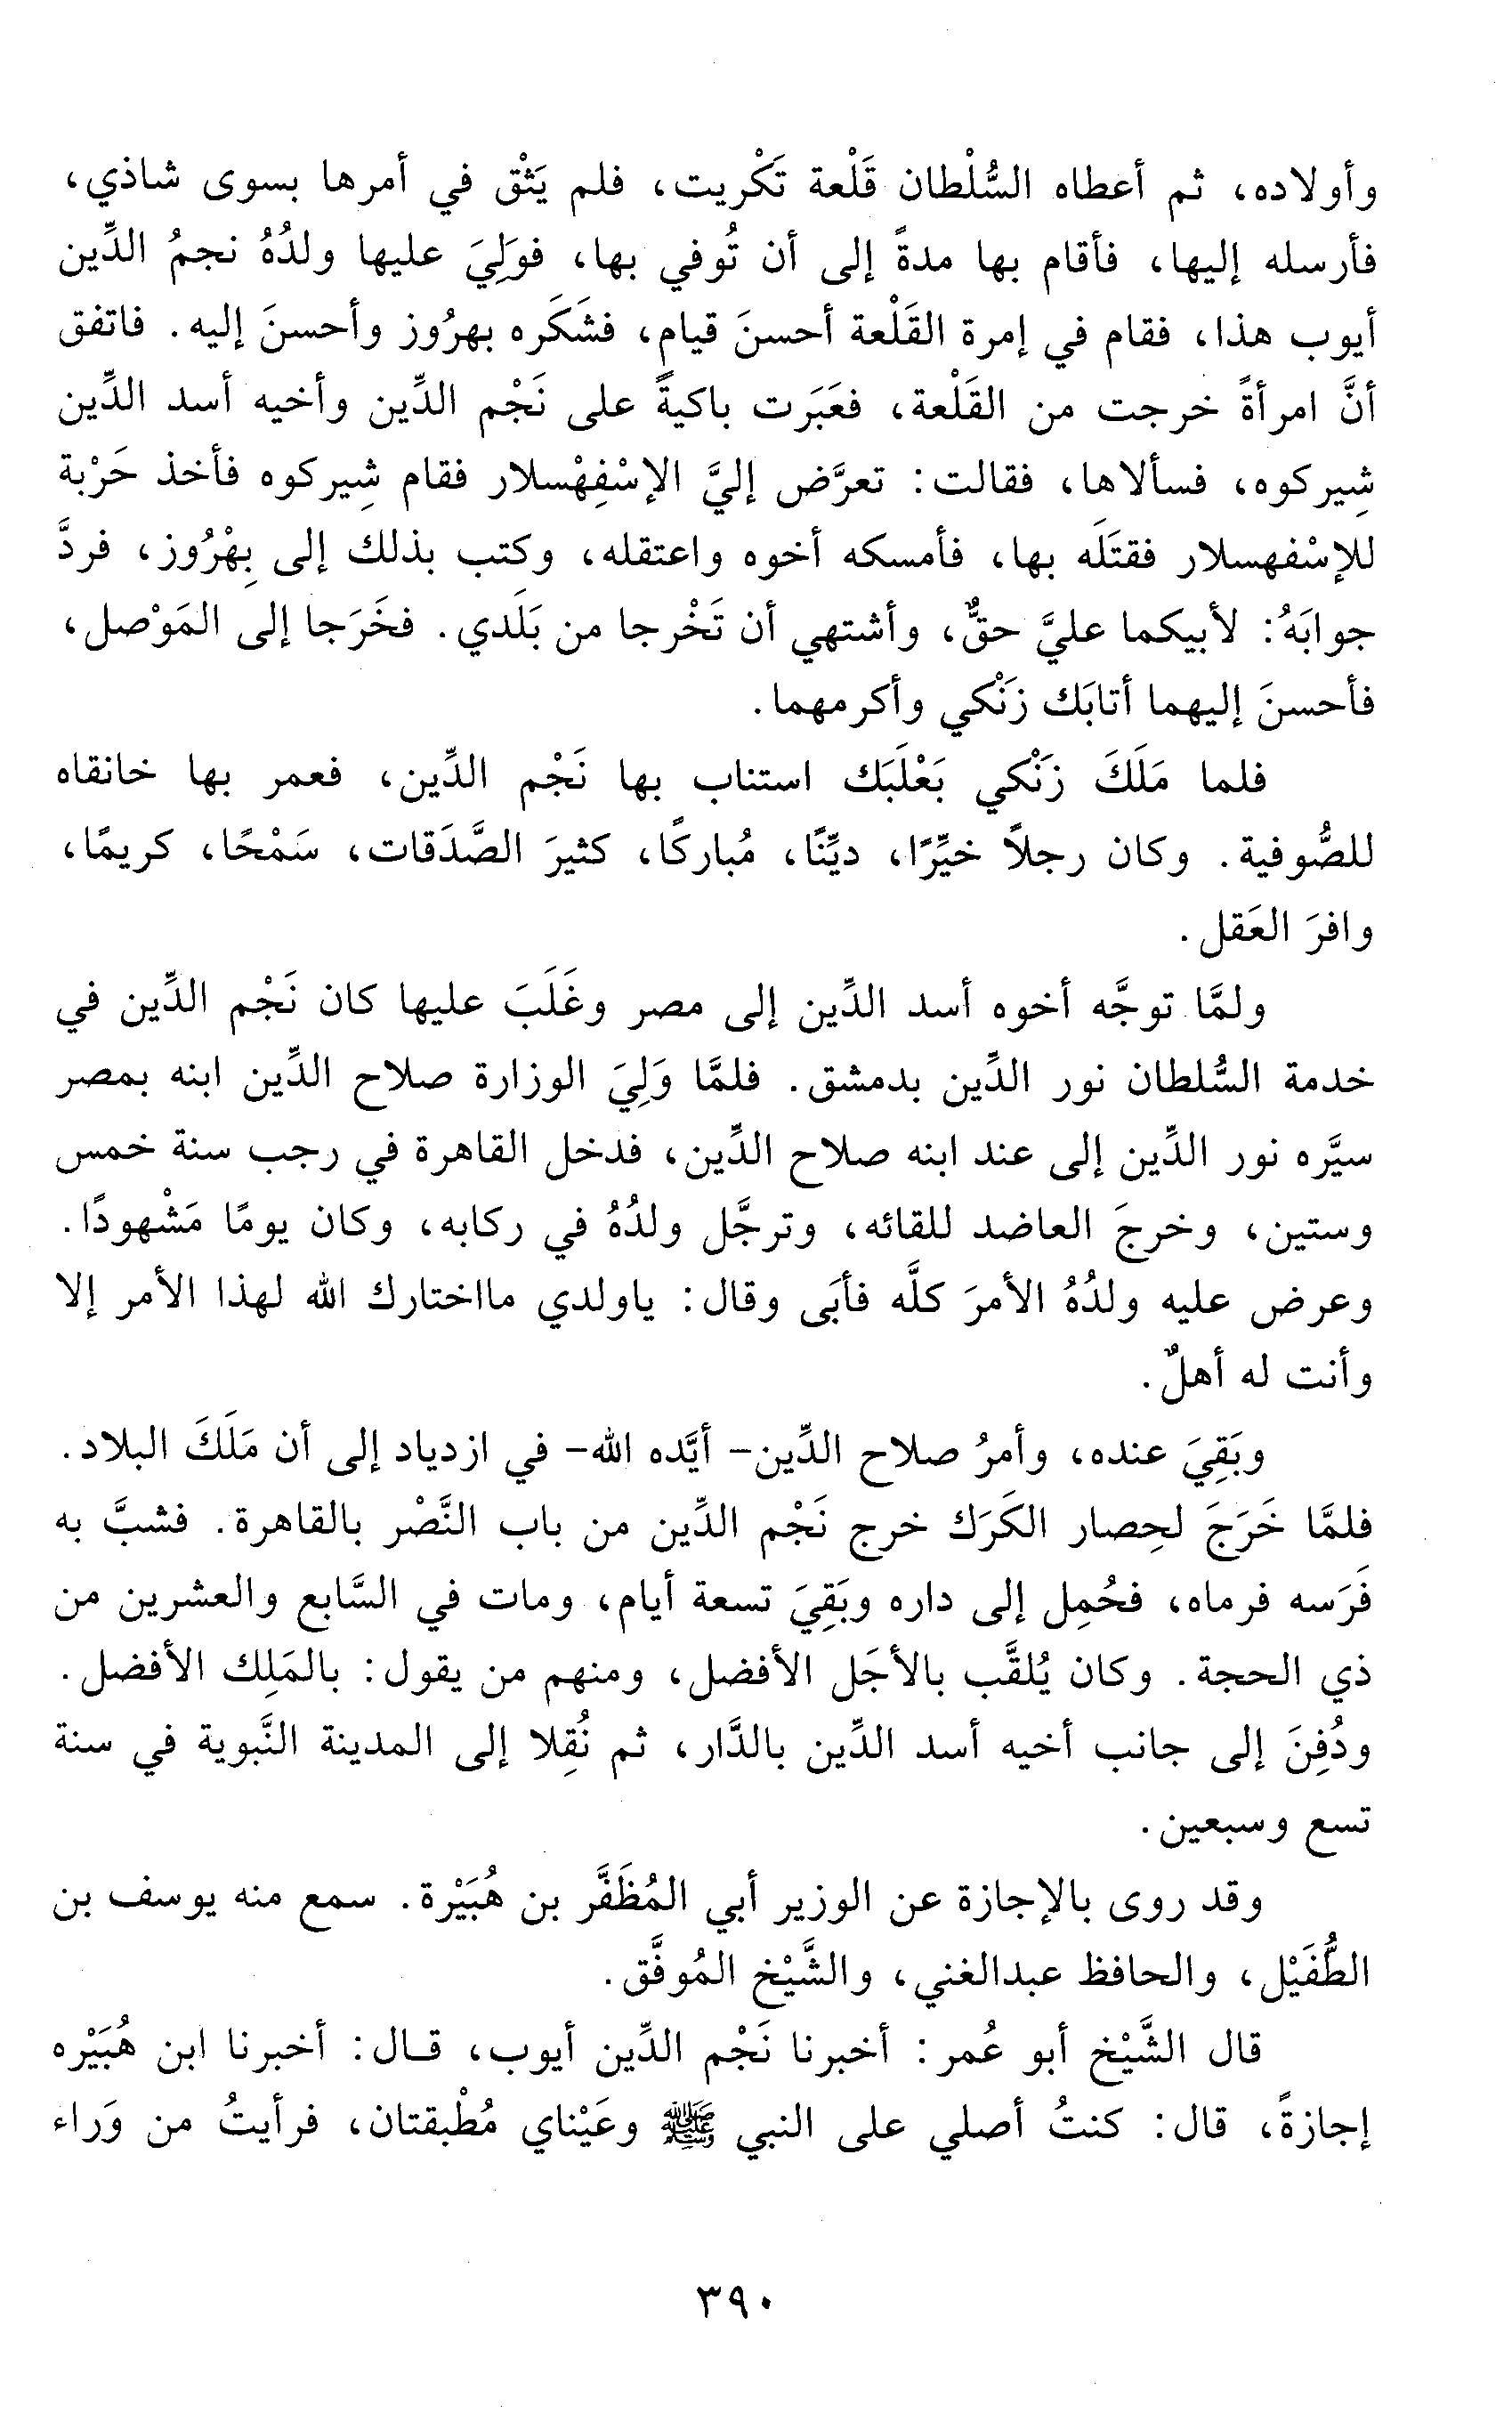 وأولاده، ثم أعطاه السُّلْطان قَلْعة تَكْريت، فلم يَثْق في أمرها بسوى شاذي،
فأرسله إليها، فأقام بها مدةً إلى أن تُوفي بها، فوَلِيَ عليها ولدُهُ نجمُ الدِّين
أيوب هذا، فقام في إمرة القَلْعة أحسنَ قيام، فشَكَره بهرُوز وأحسنَ إليه. فاتفق
أنَّ امرأةً خرجت من القَلْعة، فعَبَرت باكيةً على نَجْم الدِّين وأخيه أسد الدِّين
شِيركوه، فسألاها، فقالت: تعرَّض إليَّ الإسْفِهْسلار فقام شِيركوه فأخذ حَرْبة
للإسْفهسلار فقتَلَه بها، فأمسكه أخوه واعتقله، وكتب بذلك إلى بِهْرُوز، فردَّ
جوابَهُ: لأبيكما عليَّ حقٌّ، وأشتهي أن تَخْرجا من بَلَدي. فخَرَجا إلى المَوْصل،
فأحسنَ إليهما أتابَك زَنْكي وأكرمهما.
فلما مَلَكَ زَنْكي بَعْلَبَك استناب بها نَجْم الدِّين، فعمر بها خانقاه
للصُّوفية. وكان رجلاً خيِّرًا، ديِّنًا، مُباركًا، كثيرَ الصَّدَقات، سَمْحًا، كريمًا،
وافرَ العَقل.
ولمَّا توجَّه أخوه أسد الدِّين إلى مصر وغَلَبَ عليها كان نَجْم الدِّين في
خدمة السُّلطان نور الدِّين بدمشق. فلمَّا وَلِيَ الوزارة صلاح الدِّين ابنه بمصر
سيَّره نور الدِّين إلى عند ابنه صلاح الدِّين، فدخل القاهرة في رجب سنة خمس
وستين، وخرجَ العاضد للقائه، وترجَّل ولدُهُ في ركابه، وكان يومًا مَشْهودًا.
وعرض عليه ولدُهُ الأمرَ كلَّه فأبَى وقال: ياولدي مااختارك الله لهذا الأمر إلا
وأنت له أهلٌ.
وبَقِيَ عنده، وأمرُ صلاح الدِّين- أيَّده الله- في ازدياد إلى أن مَلَكَ البلاد.
فلمَّا خَرَجَ لحِصار الكَرَك خرج نَجْم الدِّين من باب النَّصْر بالقاهرة. فشبَّ به
فَرَسه فرماه، فحُمِل إلى داره وبَقِيَ تسعة أيام، ومات في السَّابع والعشرين من
ذي الحجة. وكان يُلقَّب بالأجَل الأفضل، ومنهم من يقول: بالمَلِك الأفضل.
ودُفِنَ إلى جانب أخيه أسد الدِّين بالدَّار، ثم نُقِلا إلى المدينة النَّبوية في سنة
تسع وسبعين.
وقد روى بالإجازة عن الوزير أبي المُظَفَّر بن هُبَيْرة. سمع منه يوسف بن
الطُّفَيْل، والحافظ عبدالغني، والشَّيْخ المُوفَّق.
قال الشَّيْخ أبو عُمر: أخبرنا نَجْم الدِّين أيوب، قـال: أخبرنا ابن هُبَيْره
إجازةً، قال: كنتُ أصلي على النبي ﷺ وعَيْناي مُطْبقتان، فرأيتُ من وَراء
٣٩٠